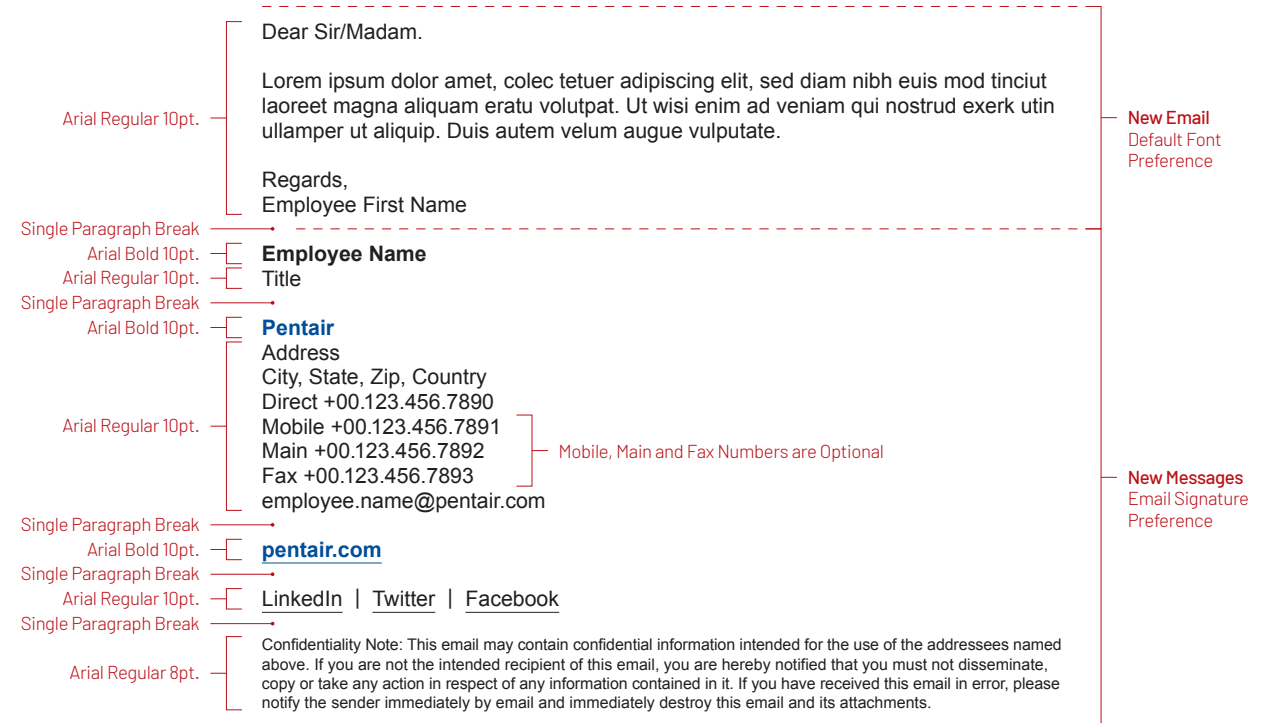 Dear Sir/Madam.
Lorem ipsum dolor amet, colec tetuer adipiscing elit, sed diam nibh euis mod tinciut
laoreet magna aliquam eratu volutpat. Ut wisi enim ad veniam qui nostrud exerk utin
ullamper ut aliquip. Duis autem velum augue vulputate.
Arial Regular 10pt.
New Email
Default Font
Preference
Regards,
Employee First Name
Single Paragraph Break
Arial Bold 10pt.
Employee Name
Arial Regular 10pt.
Title
Single Paragraph Break
Arial Bold 10pt.
Pentair
Address
City, State, Zip, Country
Direct +00.123.456.7890
Arial Regular 10pt.
Mobile +00.123.456.7891
Main +00.123.456.7892
Fax +00.123.456.7893
Mobile, Main and Fax Numbers are Optional
employee.name@pentair.com
New Messages
Email Signature
Preference
Single Paragraph Break
Arial Bold 10pt.
pentair.com
Single Paragraph Break
Arial Regular 10pt.
LinkedIn | Twitter | Facebook
Single Paragraph Break
Arial Regular 8pt.
Confidentiality Note: This email may contain confidential information intended for the use of the addressees named
above. If you are not the intended recipient of this email, you are hereby notified that you must not disseminate,
copy or take any action in respect of any information contained in it. If you have received this email in error, please
notify the sender immediately by email and immediately destroy this email and its attachments.